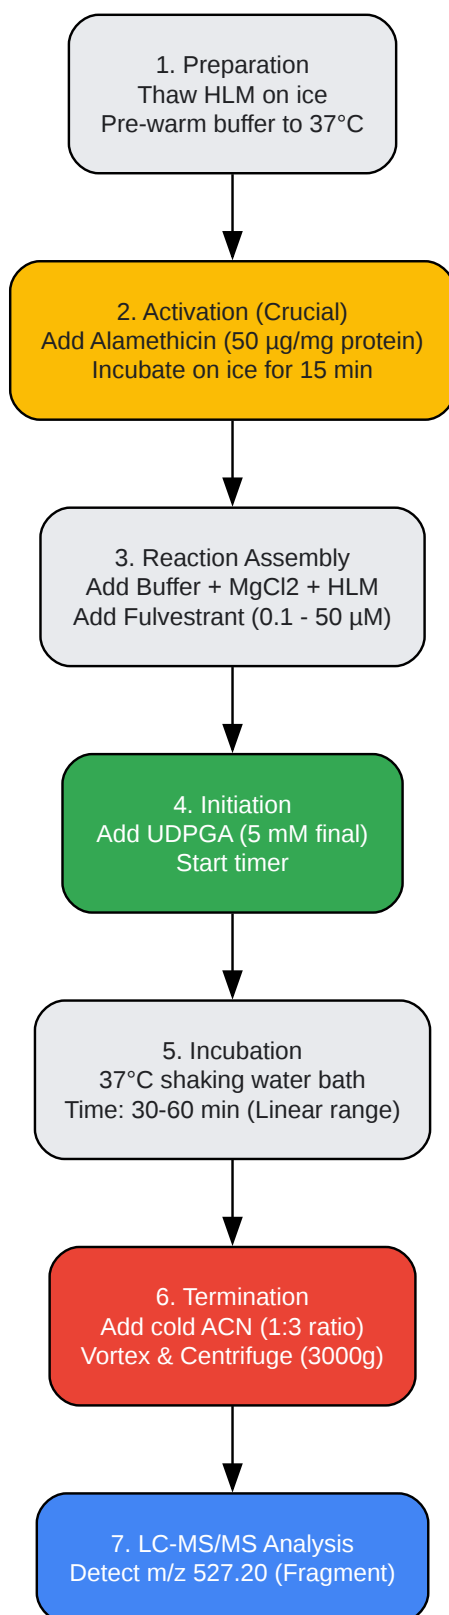 1. Preparation
Thaw HLM on ice
Pre-warm buffer to 37°C
2. Activation (Crucial)
Add Alamethicin (50 µg/mg protein)
Incubate on ice for 15 min
3. Reaction Assembly
Add Buffer + MgCl2 + HLM
Add Fulvestrant (0.1 - 50 µM)
4. Initiation
Add UDPGA (5 mM final)
Start timer
5. Incubation
37°C shaking water bath
Time: 30-60 min (Linear range)
6. Termination
Add cold ACN (1:3 ratio)
Vortex & Centrifuge (3000g)
7. LC-MS/MS Analysis
Detect m/z 527.20 (Fragment)